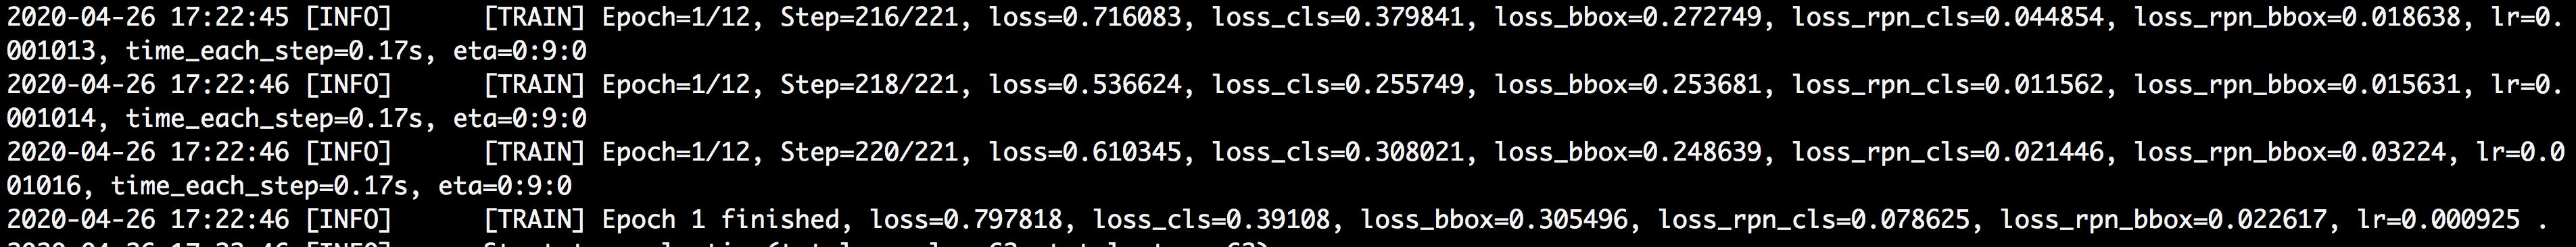 2020-04-26 17:22:45 [INFO]      [TRAIN] Epoch=1/12, Step=216/221, loss=0.716083, loss_cls=0.379841, loss_bbox=0.272749, loss_rpn_cls=0.044854, loss_rpn_bbox=0.018638, lr=0.
001013, time_each_step=0.17s, eta=0:9:0
2020-04-26 17:22:46 [INFO]      [TRAIN] Epoch=1/12, Step=218/221, loss=0.536624, loss_cls=0.255749, loss_bbox=0.253681, loss_rpn_cls=0.011562, loss_rpn_bbox=0.015631, lr=0.
001014, time_each_step=0.17s, eta=0:9:0
2020-04-26 17:22:46 [INFO]      [TRAIN] Epoch=1/12, Step=220/221, loss=0.610345, loss_cls=0.308021, loss_bbox=0.248639, loss_rpn_cls=0.021446, loss_rpn_bbox=0.03224, lr=0.0
01016, time_each_step=0.17s, eta=0:9:0
2020-04-26 17:22:46 [INFO]      [TRAIN] Epoch 1 finished, loss=0.797818, loss_cls=0.39108, loss_bbox=0.305496, loss_rpn_cls=0.078625, loss_rpn_bbox=0.022617, lr=0.000925 .